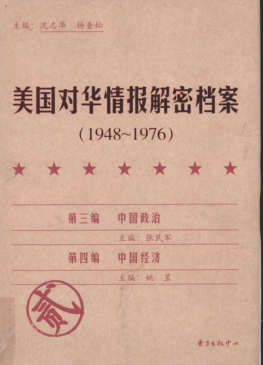 主编：沈志华 杨奎松
美国对华情报解密档案
(1948~1976)
第三编 中国政治
主编：张民军
第四编 中国经济
主编：姚昱
贰
东方出版中心